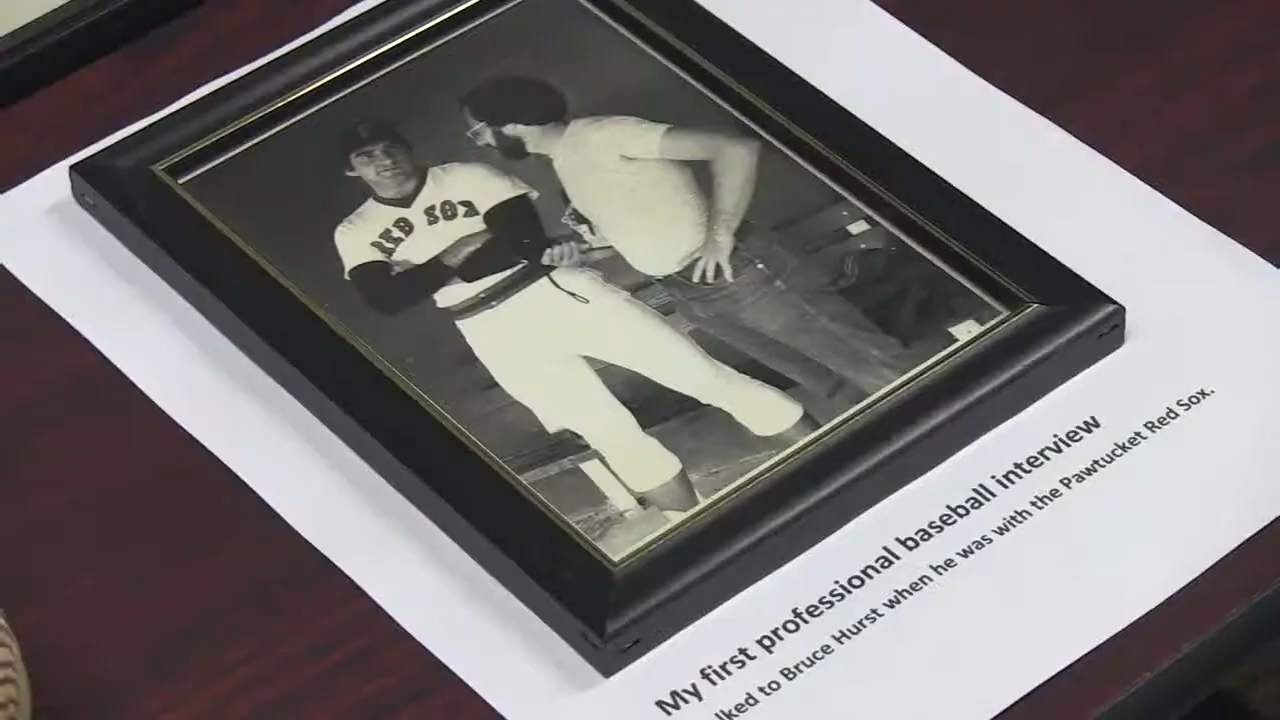 RED SOX
My first professional baseball interview
lked to Bruce Hurst when he was with the Pawtucket Red Sox.